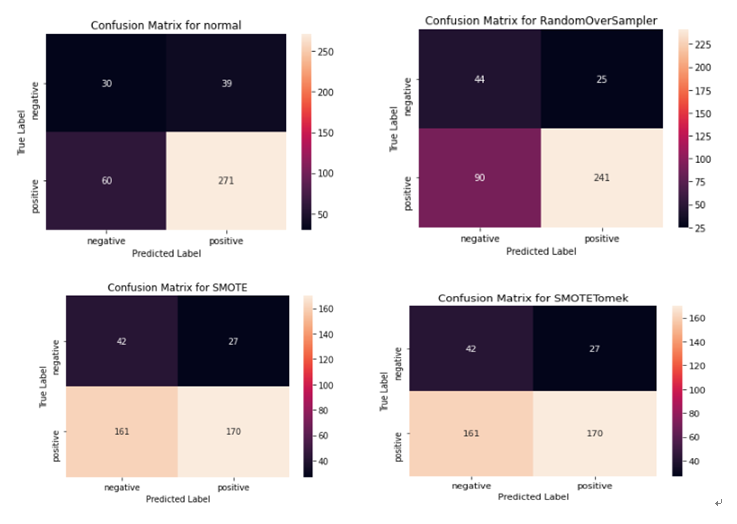 Confusion Matrix for normal
negative
positive
True Label
30
39
60
271
negative
positive
Predicted Label
250
200
150
100
50
Confusion Matrix for RandomOverSampler
negative
positive
True Label
44
25
90
241
negative
positive
Predicted Label
225
200
175
150
125
100
75
50
25
Confusion Matrix for SMOTE
negative
positive
True Label
42
27
161
170
negative
positive
Predicted Label
160
140
120
100
80
60
40
Confusion Matrix for SMOTETomek
negative
positive
True Label
42
27
161
170
negative
positive
Predicted Label
160
140
120
100
80
60
40